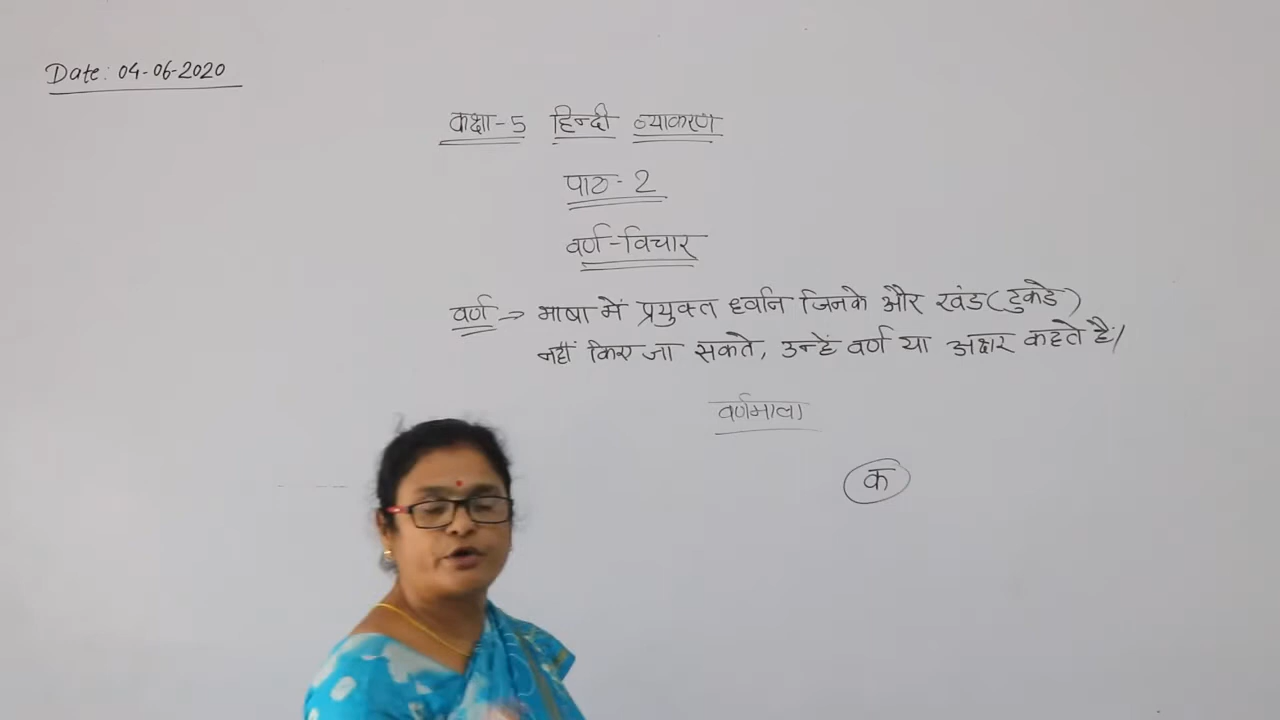 Date: 04-06-2020
कक्षा-5 हिन्दी व्याकरण
पाठ-2
वर्ण-विचार
वर्ण → भाषा में प्रयुक्त ध्वनि जिनके और खंड(टुकडे)
नहीं किए जा सकते, उन्हें वर्ण या अक्षर कहते हैं।
वर्णमाला
क